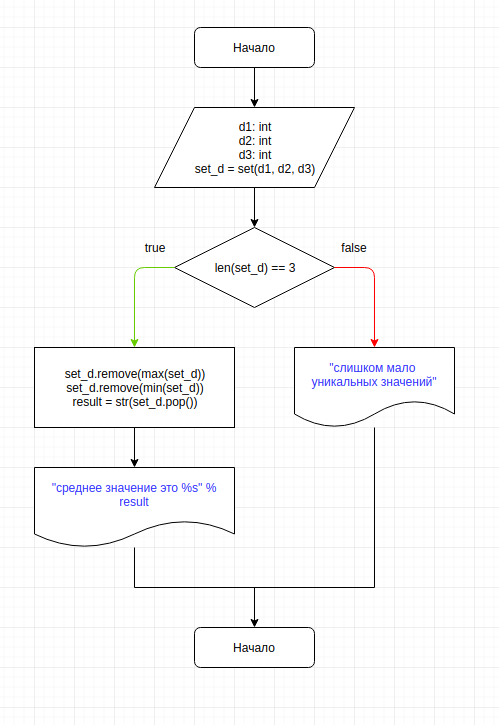 Начало
d1: int
d2: int
d3: int
set_d = set(d1, d2, d3)
true
false
len(set_d) == 3
set_d.remove(max(set_d))
set_d.remove(min(set_d))
result = str(set_d.pop())
"слишком мало
уникальных значений"
"среднее значение это %s" %
result
Начало